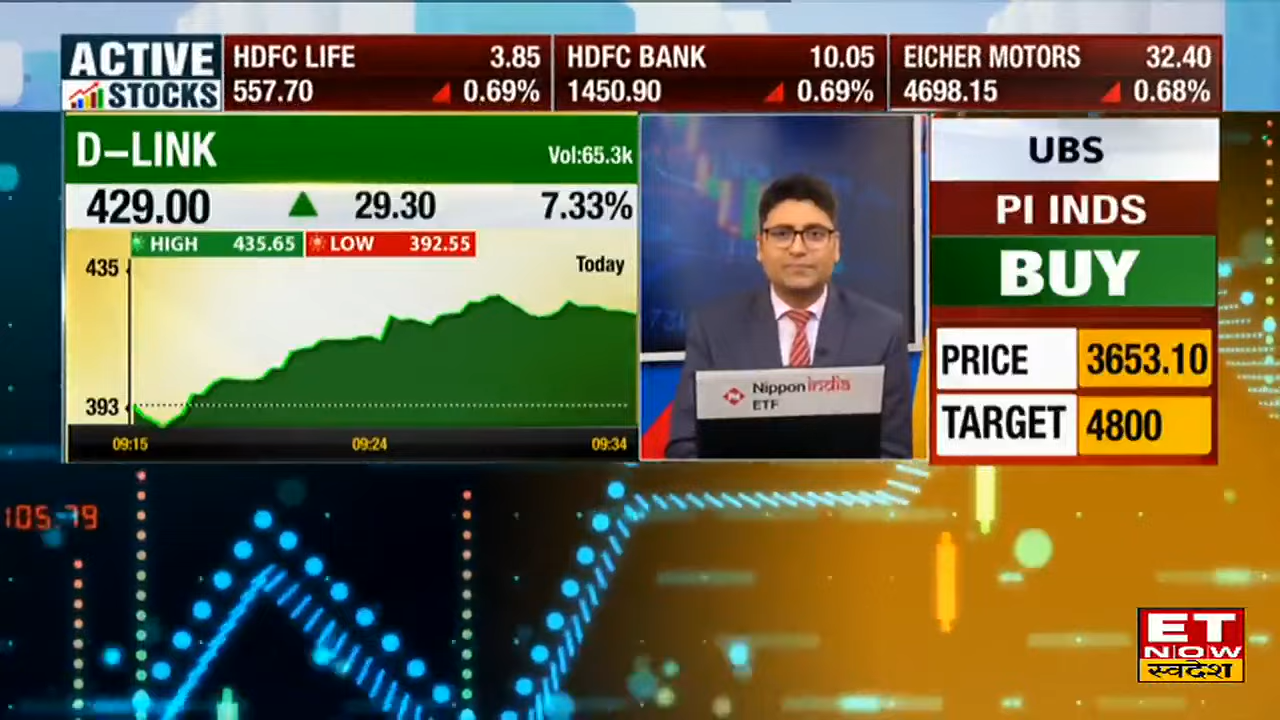 ACTIVE
STOCKS
HDFC LIFE 3.85
557.70 0.69%
HDFC BANK 10.05
1450.90 0.69%
EICHER MOTORS 32.40
4698.15 0.68%
D-LINK Vol:65.3k
429.00 29.30 7.33%
HIGH 435.65 LOW 392.55
Today
435
393
09:15 09:24 09:34
Nippon india
ETF
UBS
PI INDS
BUY
PRICE 3653.10
TARGET 4800
105.79
ET
NOW
स्वदेश